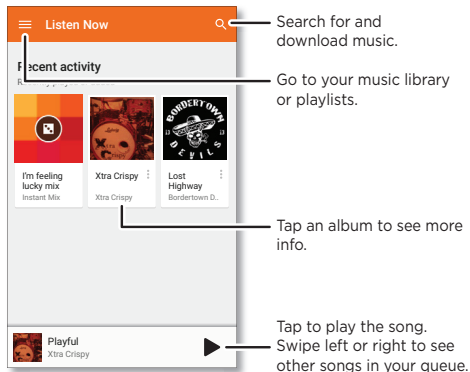 Listen Now
Search for and
download music.
Recent activity
Go to your music library
or playlists.
BORDERTOWN
DEVILS
Xtra
Crispy
I'm feeling
lucky mix
Instant Mix
Xtra Crispy
Xtra Crispy
Lost
Highway
Bordertown D..
Tap an album to see more
info.
Playful
Xtra Crispy
Tap to play the song.
Swipe left or right to see
other songs in your queue.